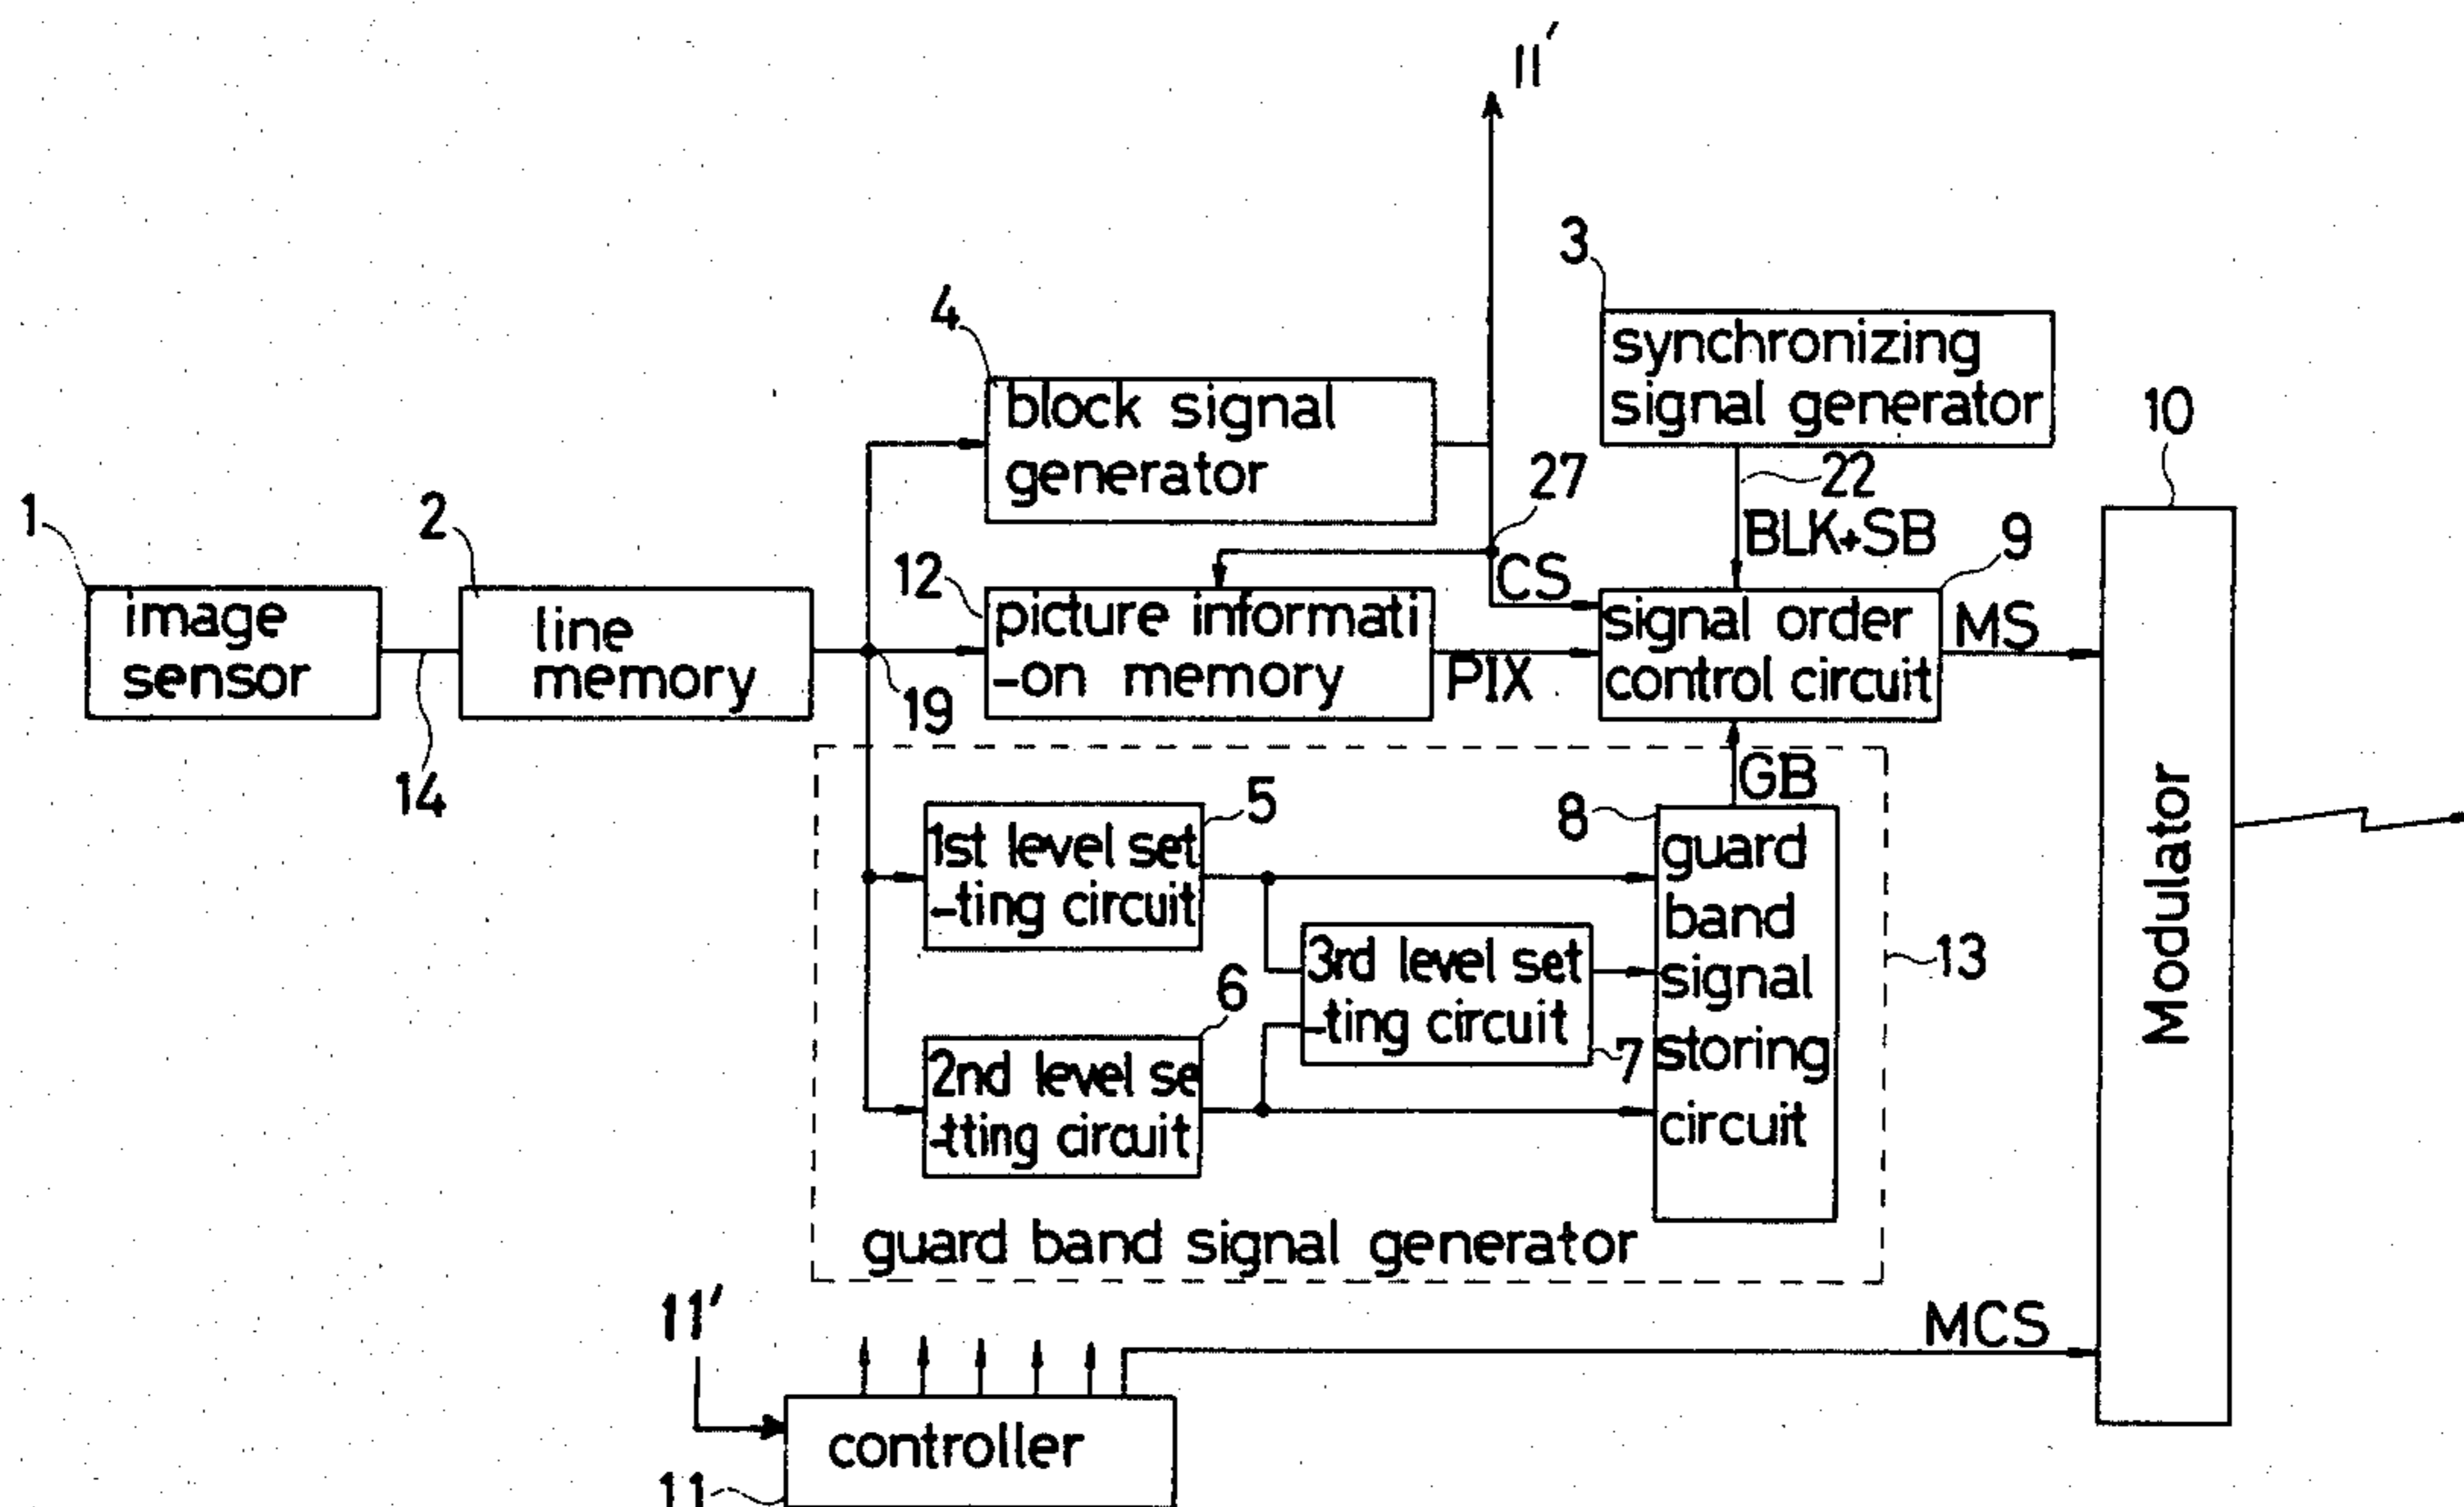 11'
3
synchronizing
signal generator
4
block signal
generator
10
27
22
BLK+SB
9
1
2
12
CS
image
sensor
line
memory
picture informati
-on memory
signal order
control circuit
MS
PIX
19
14
GB
5
8
1st level set
-ting circuit
guard
band
signal
storing
circuit
13
3rd level set
-ting circuit
6
7
2nd level se
-tting circuit
Modulator
guard band signal generator
11'
MCS
controller
11